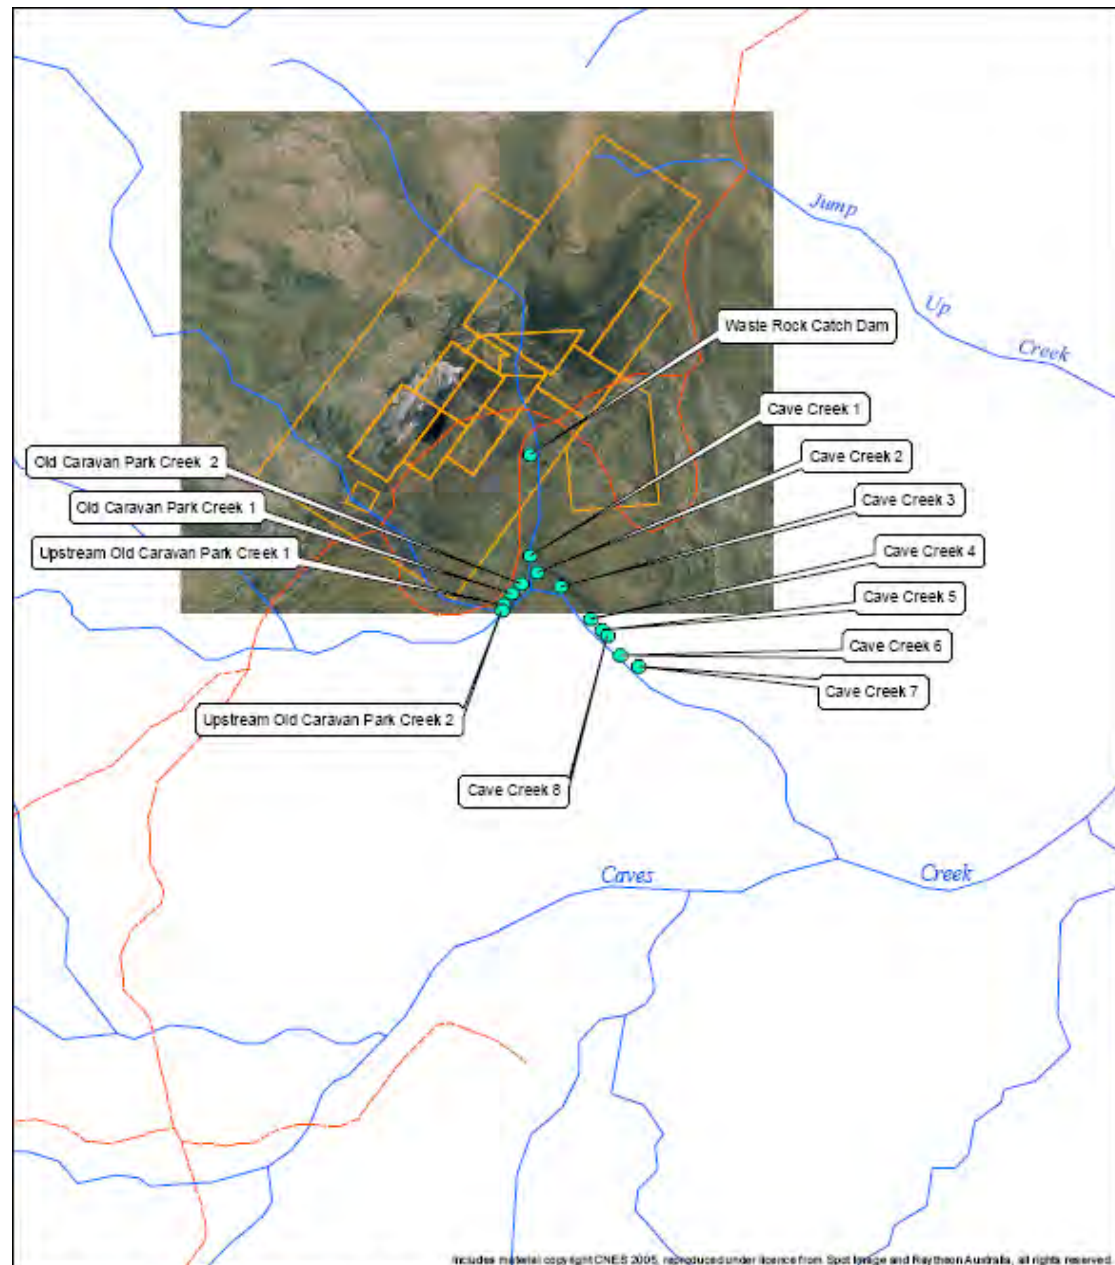 Jump
Up
Creek
Waste Rock Catch Dam
Cave Creek 1
Old Caravan Park Creek 2
Cave Creek 2
Cave Creek 3
Old Caravan Park Creek 1
Upstream Old Caravan Park Creek 1
Cave Creek 4
Cave Creek 5
Cave Creek 6
Cave Creek 7
Upstream Old Caravan Park Creek 2
Cave Creek 8
Caves
Creek
Includes material copyright CNES 2005, reproduced under licence from Spot Image and Raytheon Australia, all rights reserved.